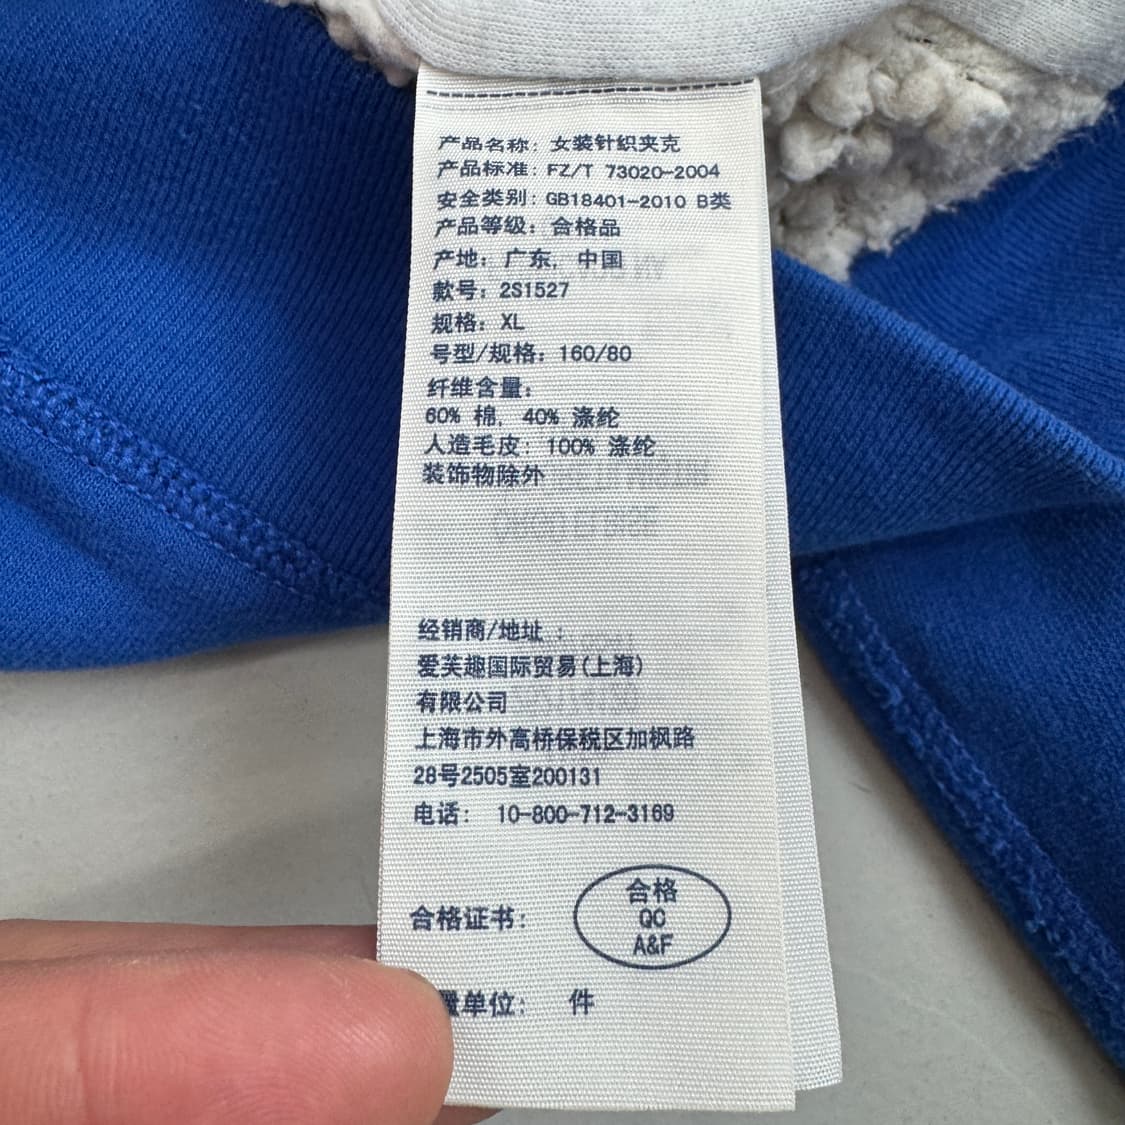 产品名称: 女装针织夹克
产品标准: FZ/T 73020-2004
安全类别: GB18401-2010 B类
产品等级: 合格品
产地: 广东, 中国
款号: 2S1527
规格: XL
号型/规格: 160/80
纤维含量:
60% 棉, 40% 涤纶
人造毛皮: 100% 涤纶
装饰物除外
经销商/地址 :
爱芙趣国际贸易(上海)
有限公司
上海市外高桥保税区加枫路
28号2505室200131
电话: 10-800-712-3169
合格证书:
合格
QC
A&F
单位: 件